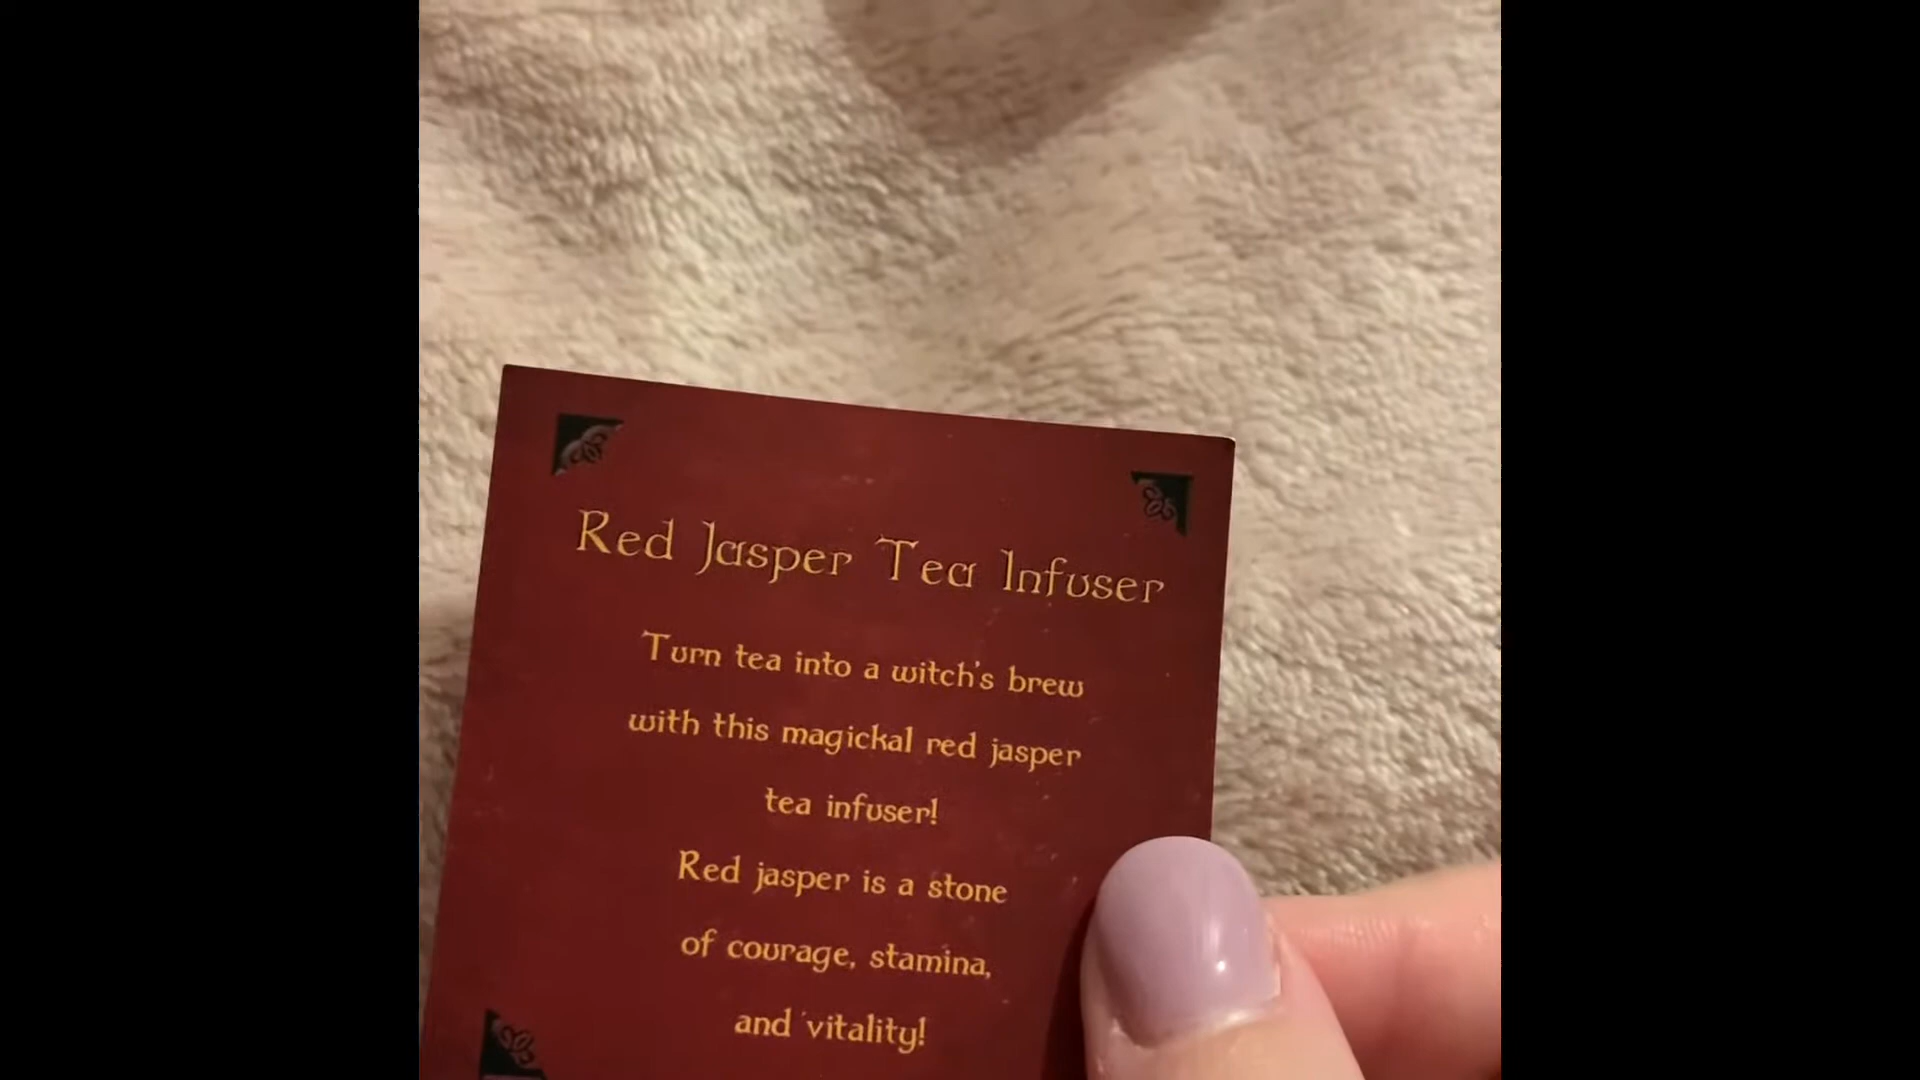 Red Jasper Tea Infuser
Turn tea into a witch's brew
with this magickal red jasper
tea infuser!
Red jasper is a stone
of courage, stamina,
and vitality!